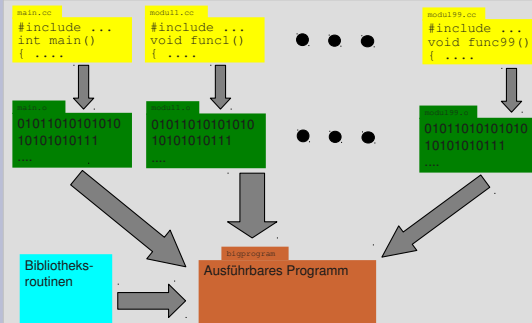 main.cc
#include ...
int main()
{ ....
modul1.cc
#include ...
void func1()
{ ....
modul99.cc
#include ...
void func99()
{ ....
main.o
01011010101010
10101010111
....
modul1.o
01011010101010
10101010111
....
modul99.o
01011010101010
10101010111
....
Bibliotheks-
routinen
bigprogram
Ausführbares Programm